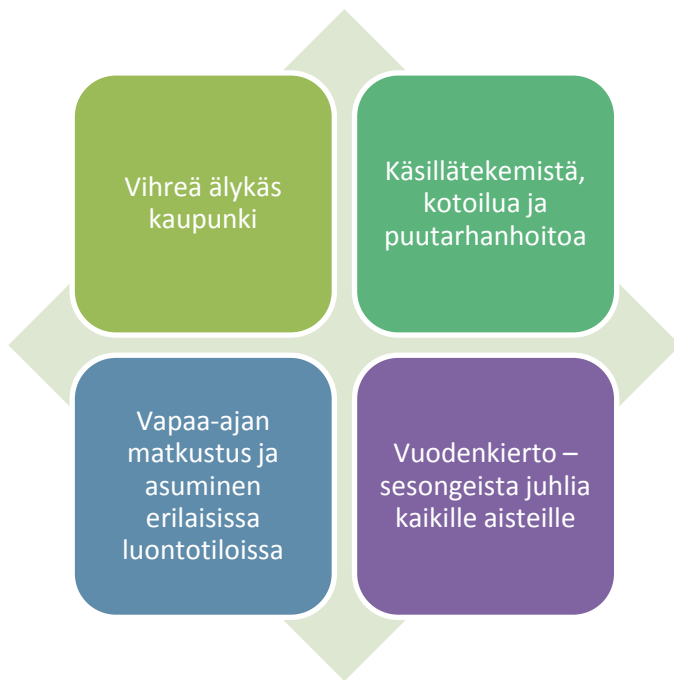 Vihreä älykäs
kaupunki
Käsillätekemistä,
kotoilua ja
puutarhanhoitoa
Vapaa-ajan
matkustus ja
asuminen
erilaisissa
luontotiloissa
Vuodenkierto –
sesongeista juhlia
kaikille aisteille